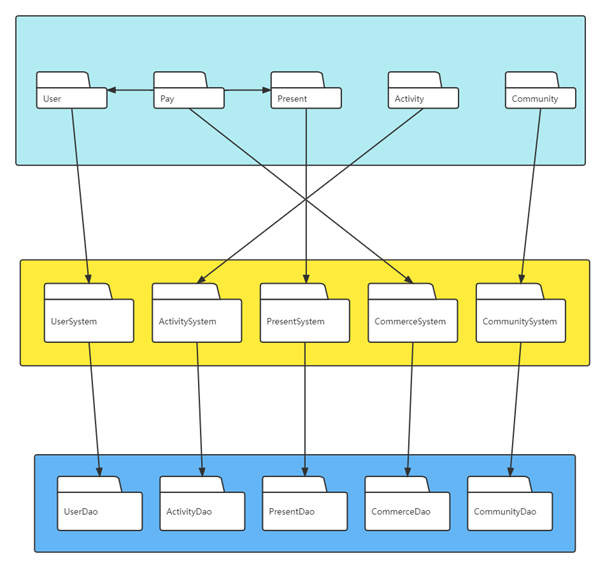 User
Pay
Present
Activity
Community
UserSystem
ActivitySystem
PresentSystem
CommerceSystem
CommunitySystem
UserDao
ActivityDao
PresentDao
CommerceDao
CommunityDao